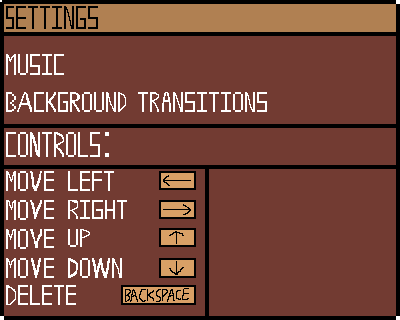 SETTINGS
MUSIC
BACKGROUND TRANSITIONS
CONTROLS:
MOVE LEFT ←
MOVE RIGHT →
MOVE UP ↑
MOVE DOWN ↓
DELETE BACKSPACE